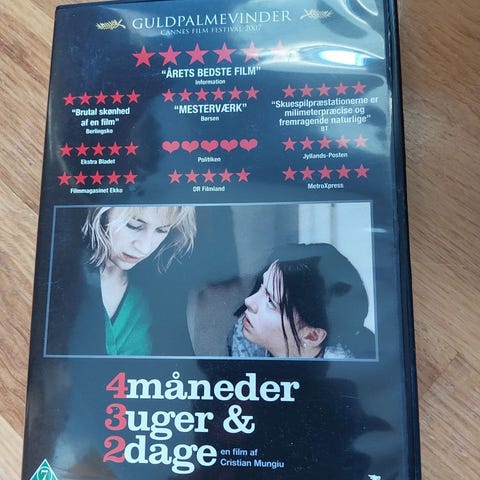 GULDPALMEVINDER
CANNES FILM FESTIVAL 2007
"ÅRETS BEDSTE FILM"
Information
"Brutal skønhed
af en film"
Berlingske
"MESTERVÆRK"
Børsen
"Skuespilpræstationerne er
milimeterpræcise og
fremragende naturlige"
BT
Ekstra Bladet
Politiken
Jyllands-Posten
Filmmagasinet Ekko
DR Filmland
MetroXpress
4måneder
3uger &
2dage
en film af
Cristian Mungiu
7